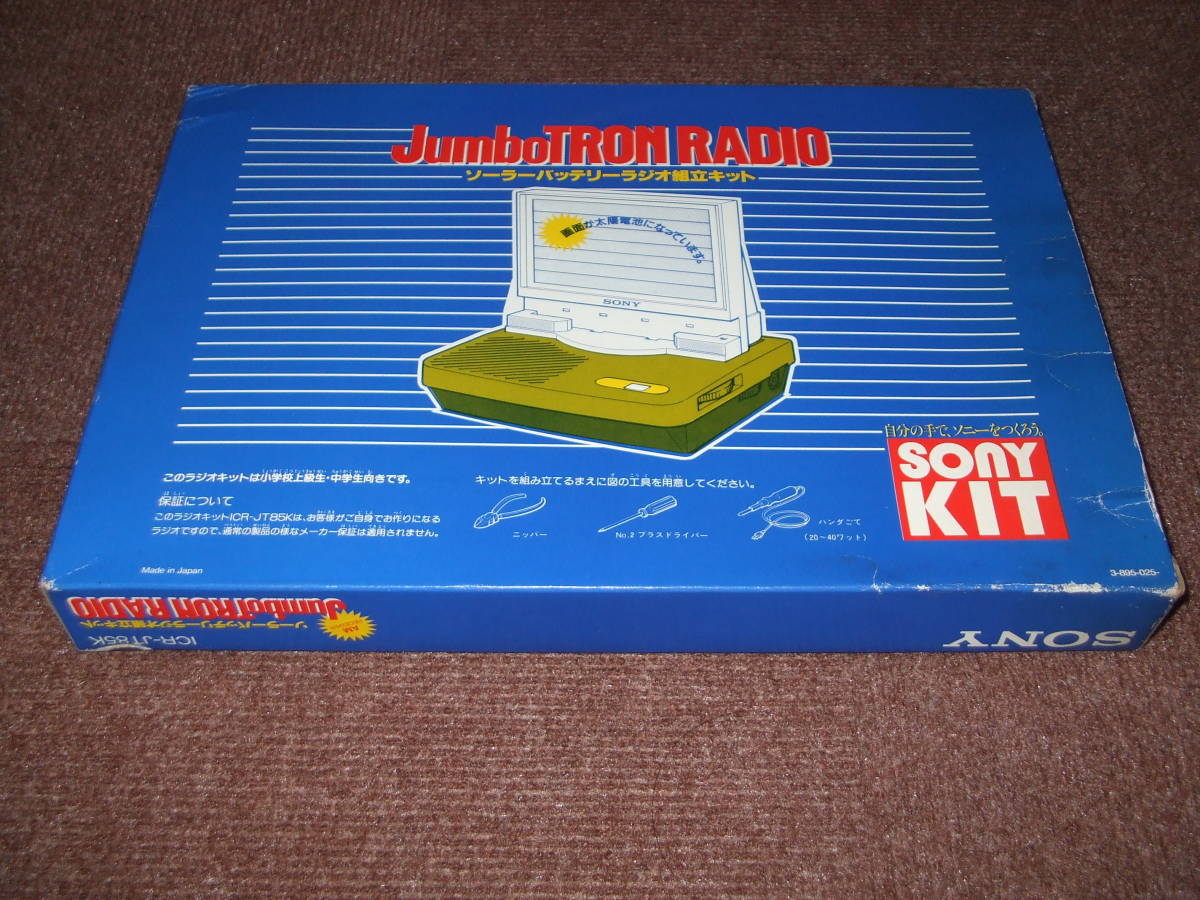 JumboTRON RADIO
ソーラーバッテリーラジオ組立キット
画面が太陽電池になっています。
SONY
自分の手で、ソニーをつくろう。
SONY
KIT
このラジオキットは小学校上級生・中学生向きです。
保証について
このラジオキットICR-JT85Kは、お客様がご自身でお作りになる
ラジオですので、通常の製品の様なメーカー保証は適用されません。
キットを組み立てるまえに図の工具を用意してください。
ニッパー
No.2 プラスドライバー
ハンダごて
(20〜40ワット)
Made in Japan
3-895-025-
JumboTRON RADIO
ソーラーバッテリーラジオ組立キット
AM
ICR-JT85K
SONY